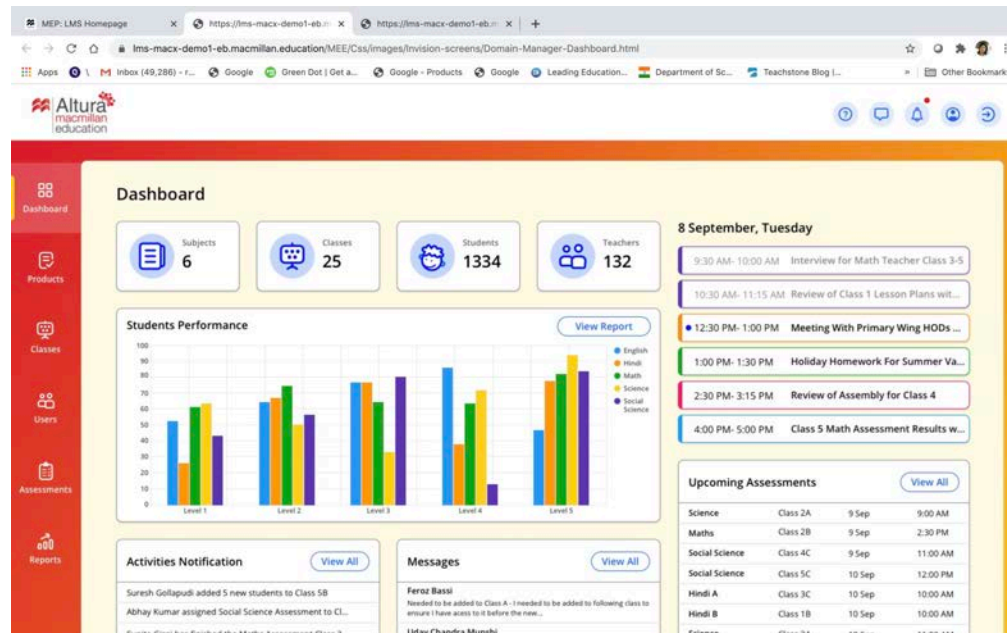 MEP: LMS Homepage
https://lms-macx-demo1-eb.m
https://lms-macx-demo1-eb.m
lms-macx-demo1-eb.macmillan.education/MEE/Css/images/Invision-screens/Domain-Manager-Dashboard.html
Apps
Inbox (49,286) - r...
Google
Green Dot | Get a...
Google - Products
Google
Leading Education...
Department of Sc...
Teachstone Blog |...
»
Other Bookmark
Altura
macmillan
education
Dashboard
Products
Classes
Users
Assessments
Reports
Dashboard
Subjects
6
Classes
25
Students
1334
Teachers
132
Students Performance
View Report
100
90
80
70
60
50
40
30
20
10
0
Level 1
Level 2
Level 3
Level 4
Level 5
English
Hindi
Math
Science
Social
Science
Activities Notification
View All
Suresh Gollapudi added 5 new students to Class 5B
Abhay Kumar assigned Social Science Assessment to Cl...
Messages
View All
Feroz Bassi
Needed to be added to Class A - I needed to be added to following class to
ensure I have acess to it before the new...
Uday Chandra Munshi
8 September, Tuesday
9:30 AM- 10:00 AM Interview for Math Teacher Class 3-5
10:30 AM- 11:15 AM Review of Class 1 Lesson Plans wit...
12:30 PM- 1:00 PM Meeting With Primary Wing HODs ...
1:00 PM- 1:30 PM Holiday Homework For Summer Va...
2:30 PM- 3:15 PM Review of Assembly for Class 4
4:00 PM- 5:00 PM Class 5 Math Assessment Results w...
Upcoming Assessments
View All
Science Class 2A 9 Sep 9:00 AM
Maths Class 2B 9 Sep 2:30 PM
Social Science Class 4C 9 Sep 11:00 AM
Social Science Class 5C 10 Sep 12:00 PM
Hindi A Class 3C 10 Sep 10:00 AM
Hindi B Class 1B 10 Sep 10:00 AM